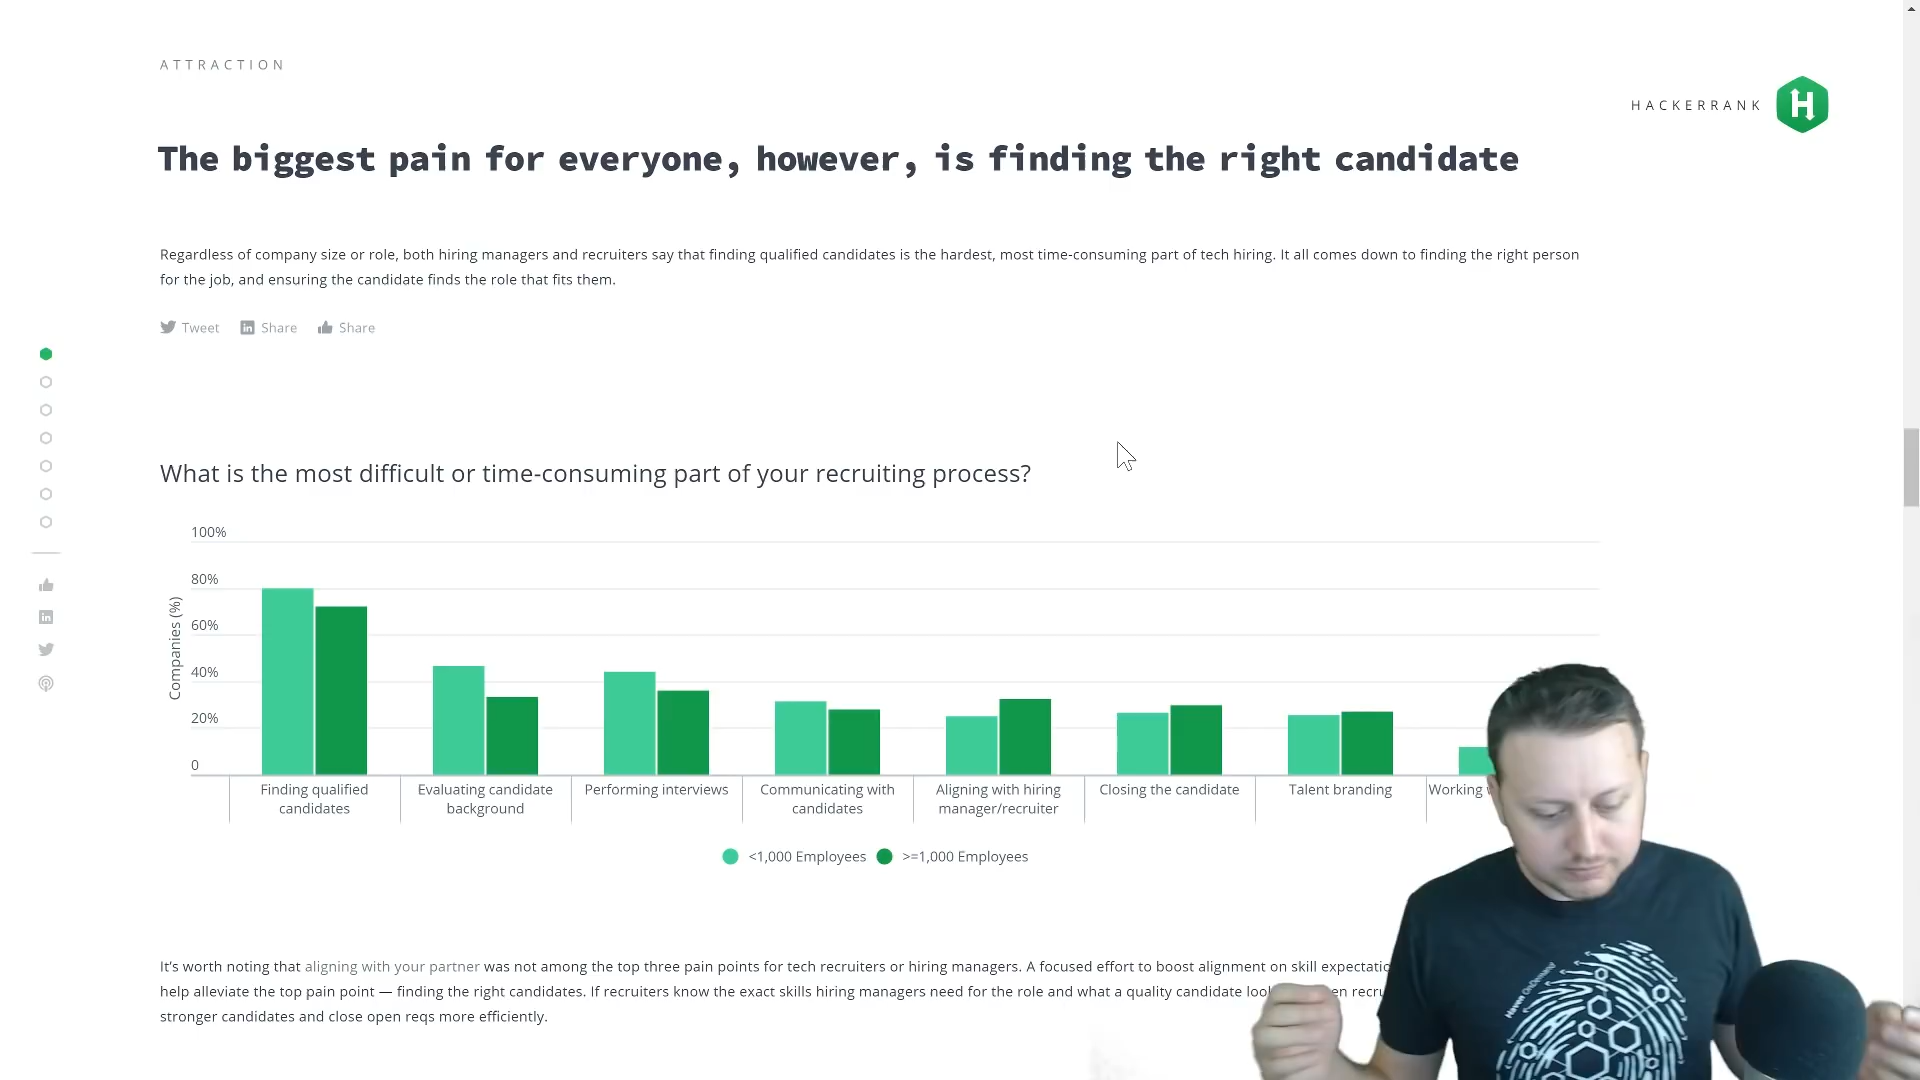 ATTRACTION
HACKERRANK
The biggest pain for everyone, however, is finding the right candidate
Regardless of company size or role, both hiring managers and recruiters say that finding qualified candidates is the hardest, most time-consuming part of tech hiring. It all comes down to finding the right person
for the job, and ensuring the candidate finds the role that fits them.
Tweet Share Share
What is the most difficult or time-consuming part of your recruiting process?
100%
80%
60%
40%
20%
0
Companies (%)
Finding qualified
candidates
Evaluating candidate
background
Performing interviews
Communicating with
candidates
Aligning with hiring
manager/recruiter
Closing the candidate
Talent branding
Working
<1,000 Employees >=1,000 Employees
It's worth noting that aligning with your partner was not among the top three pain points for tech recruiters or hiring managers. A focused effort to boost alignment on skill
help alleviate the top pain point — finding the right candidates. If recruiters know the exact skills hiring managers need for the role and what a quality candidate
stronger candidates and close open reqs more efficiently.
Haven OnDemand